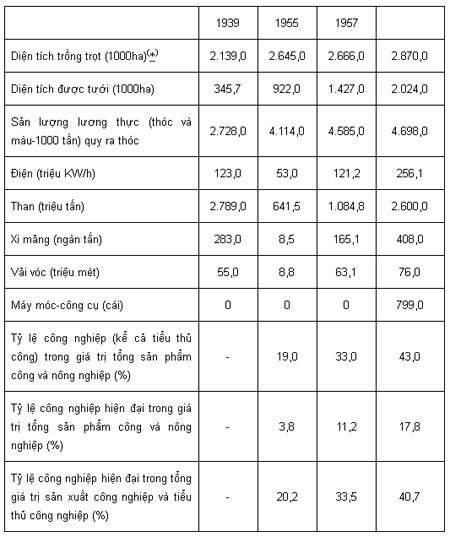 1939 1955 1957
Diện tích trồng trọt (1000ha)(*) 2.139,0 2.645,0 2.666,0 2.870,0
Diện tích được tưới (1000ha) 345,7 922,0 1.427,0 2.024,0
Sản lượng lương thực (thóc và
màu-1000 tấn) quy ra thóc 2.728,0 4.114,0 4.585,0 4.698,0
Điện (triệu KW/h) 123,0 53,0 121,2 256,1
Than (triệu tấn) 2.789,0 641,5 1.084,8 2.600,0
Xi măng (ngàn tấn) 283,0 8,5 165,1 408,0
Vải vóc (triệu mét) 55,0 8,8 63,1 76,0
Máy móc-công cụ (cái) 0 0 0 799,0
Tỷ lệ công nghiệp (kể cả tiểu thủ
công) trong giá trị tổng sản phẩm
công và nông nghiệp (%) - 19,0 33,0 43,0
Tỷ lệ công nghiệp hiện đại trong giá
trị tổng sản phẩm công và nông
nghiệp (%) - 3,8 11,2 17,8
Tỷ lệ công nghiệp hiện đại trong tổng
giá trị sản xuất công nghiệp và tiểu
thủ công nghiệp (%) - 20,2 33,5 40,7